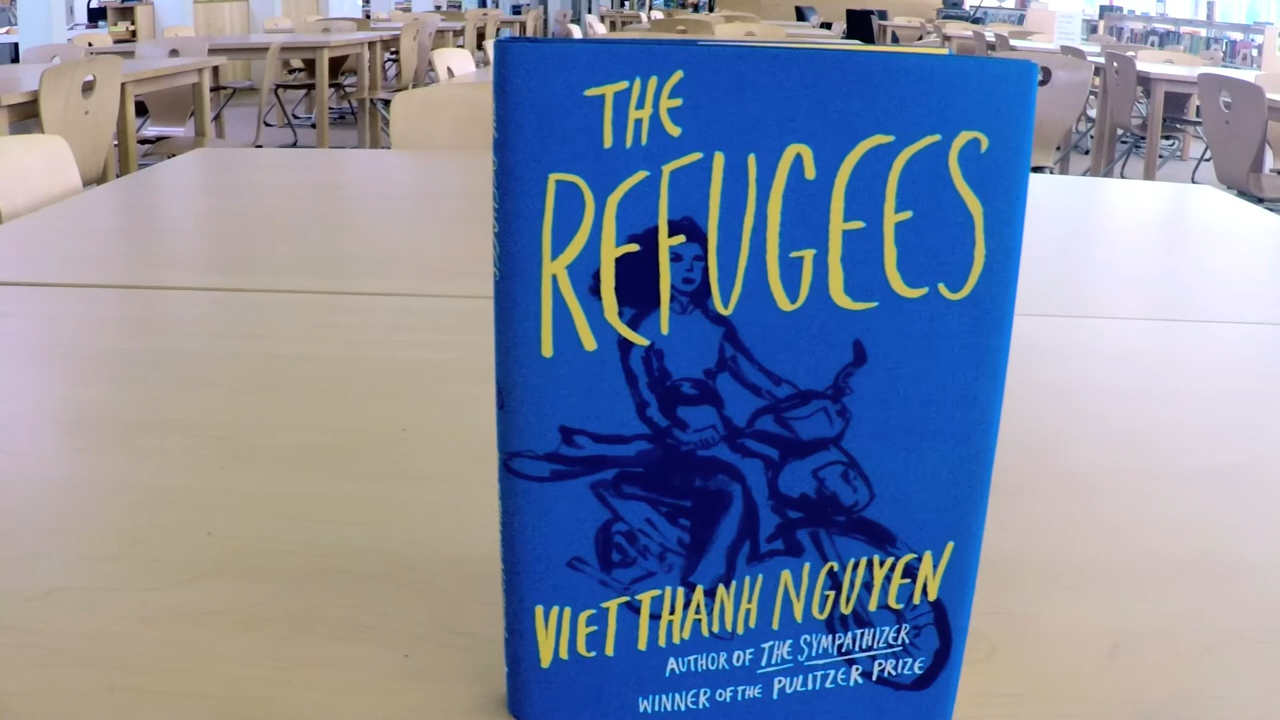 THE
REFUGEES
VIET THANH NGUYEN
AUTHOR OF THE SYMPATHIZER
WINNER OF THE PULITZER PRIZE